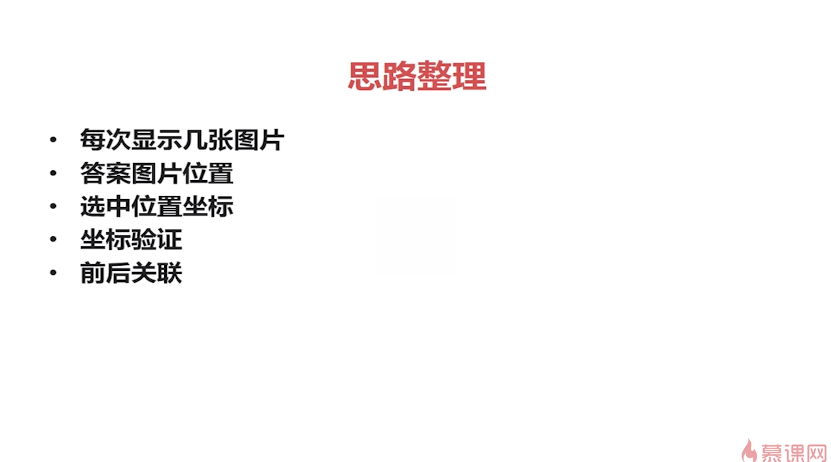 思路整理
• 每次显示几张图片
• 答案图片位置
• 选中位置坐标
• 坐标验证
• 前后关联
慕课网